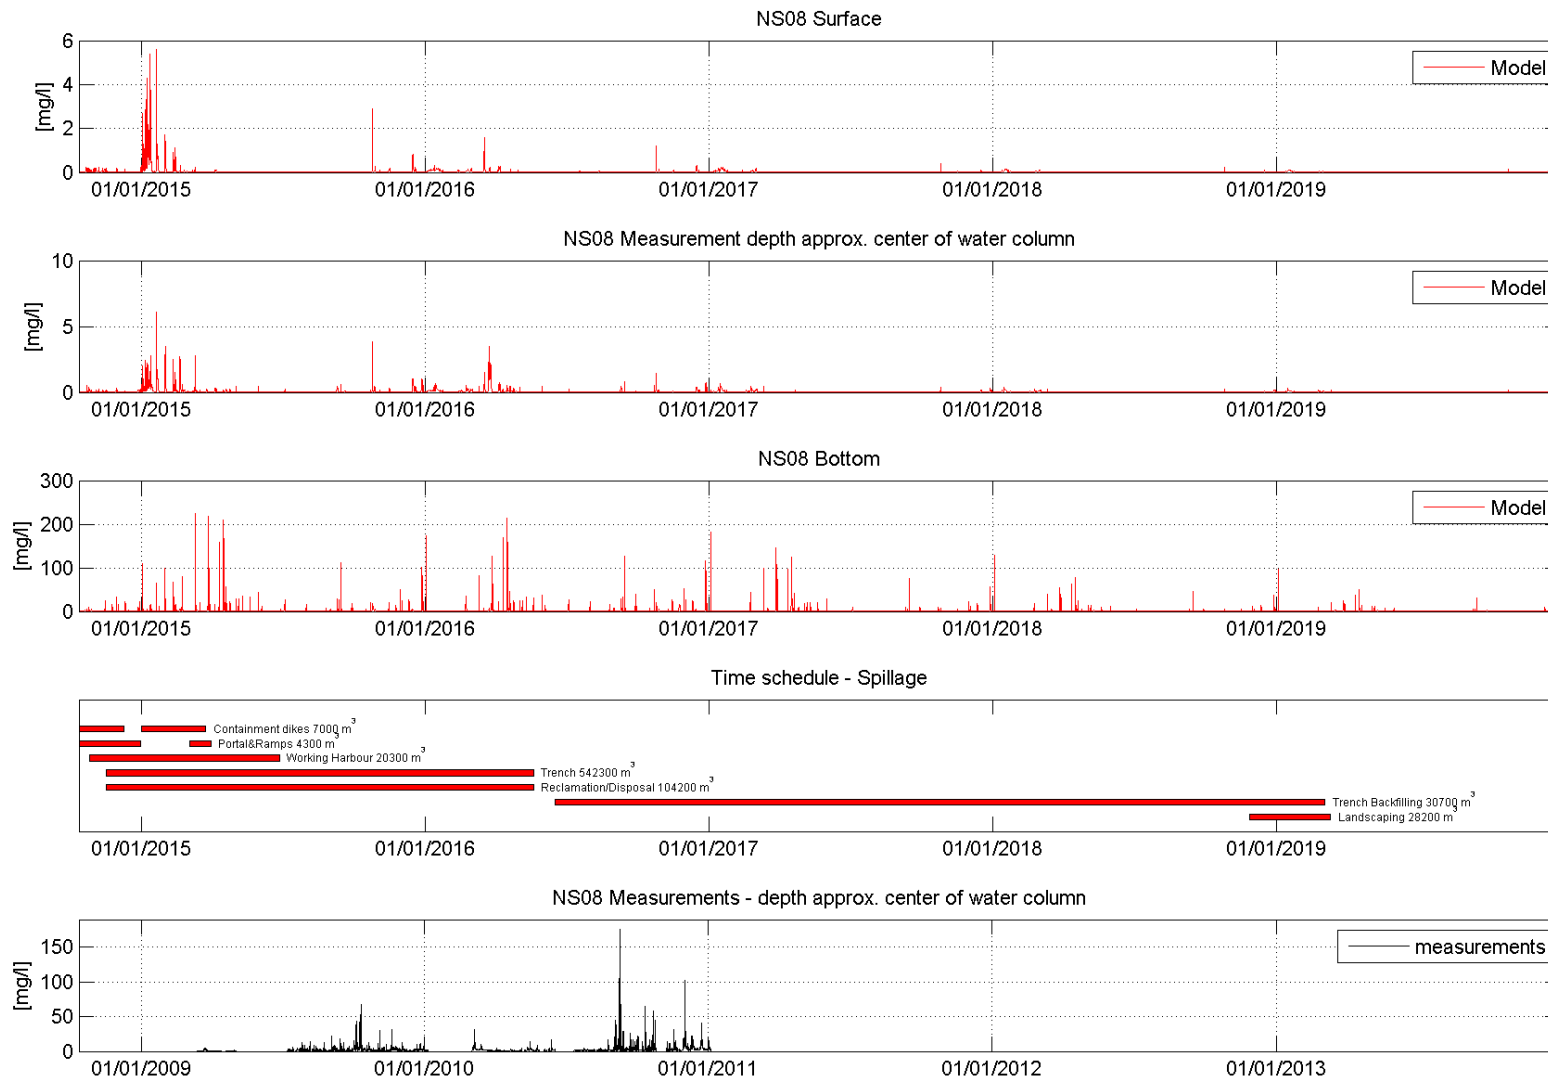 NS08 Surface
6
4
2
0
[mg/l]
Model
01/01/2015 01/01/2016 01/01/2017 01/01/2018 01/01/2019
NS08 Measurement depth approx. center of water column
10
5
0
[mg/l]
Model
01/01/2015 01/01/2016 01/01/2017 01/01/2018 01/01/2019
NS08 Bottom
300
200
100
0
[mg/l]
Model
01/01/2015 01/01/2016 01/01/2017 01/01/2018 01/01/2019
Time schedule - Spillage
Containment dikes 7000 m³
Portal&Ramps 4300 m³
Working Harbour 20300 m³
Trench 542300 m³
Reclamation/Disposal 104200 m³
Trench Backfilling 30700 m³
Landscaping 28200 m³
01/01/2015 01/01/2016 01/01/2017 01/01/2018 01/01/2019
NS08 Measurements - depth approx. center of water column
150
100
50
0
[mg/l]
measurements
01/01/2009 01/01/2010 01/01/2011 01/01/2012 01/01/2013